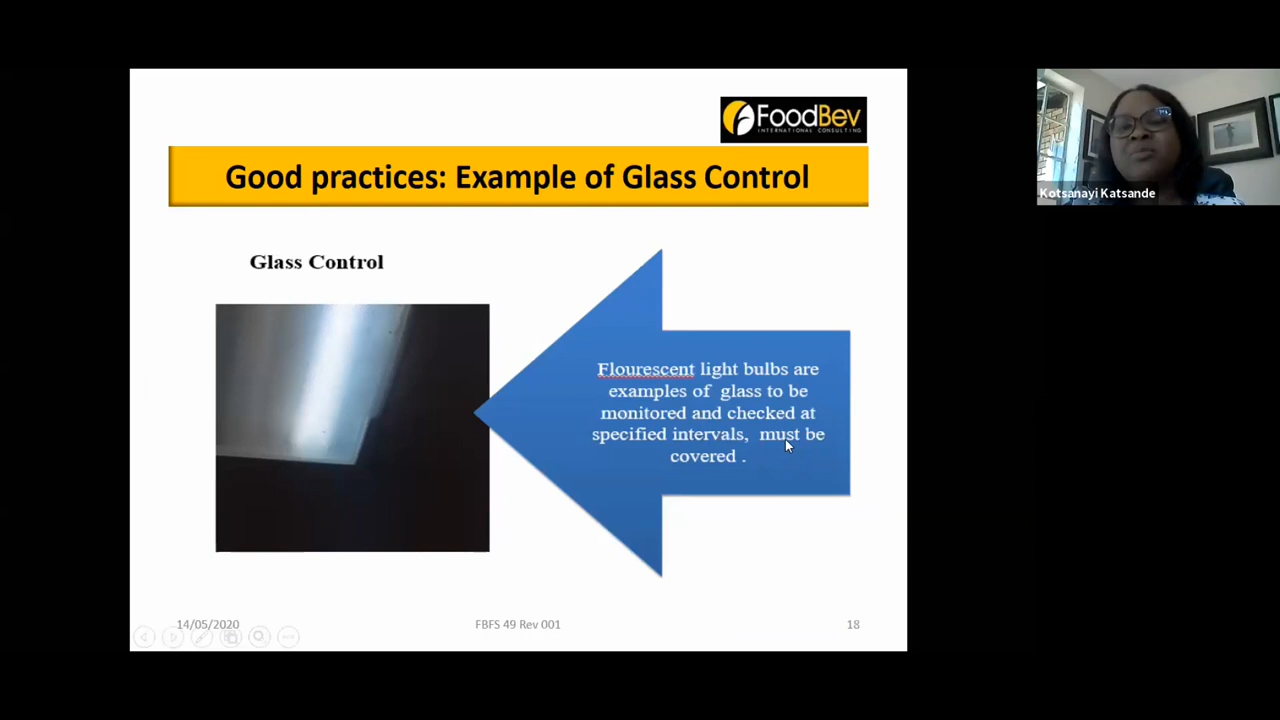 FoodBev
INTERNATIONAL CONSULTING
Good practices: Example of Glass Control
Kotsanayi Katsande
Glass Control
Flourescent light bulbs are
examples of glass to be
monitored and checked at
specified intervals, must be
covered .
14/05/2020
FBFS 49 Rev 001
18